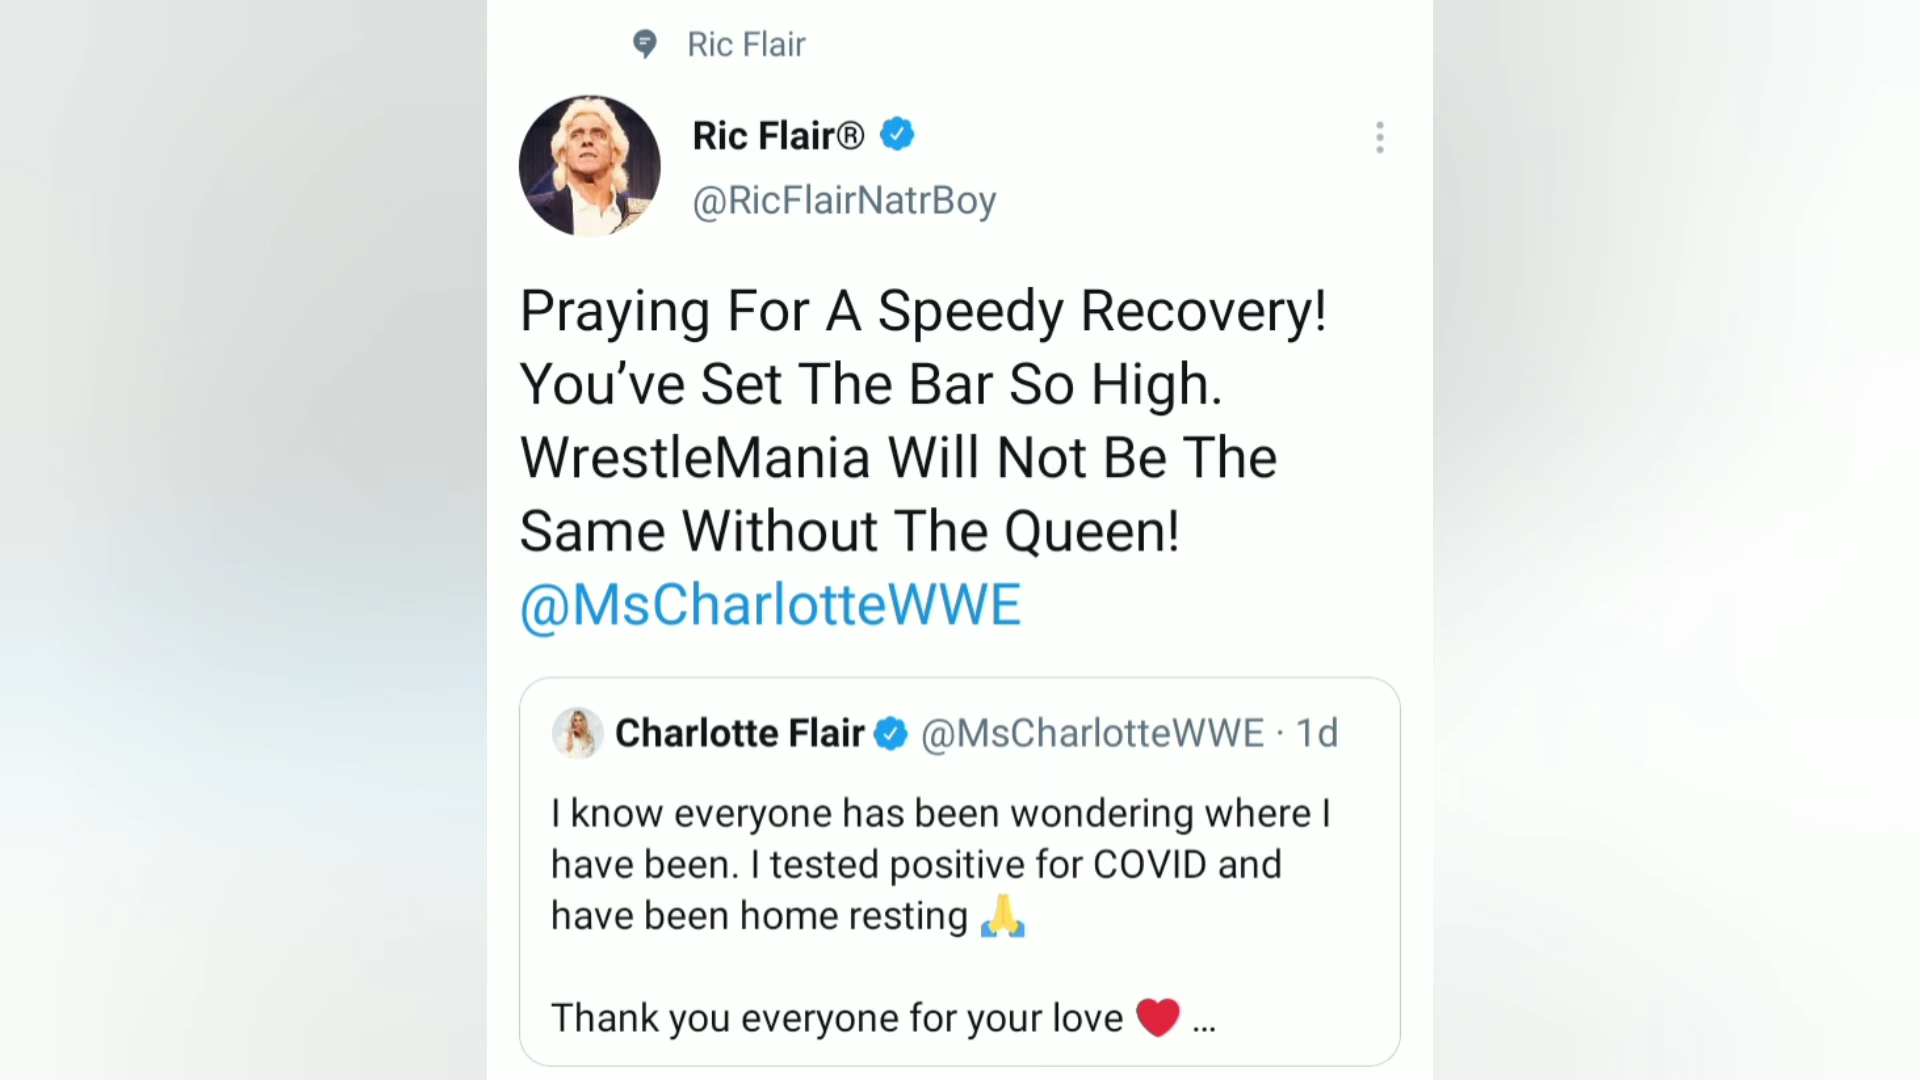 Ric Flair
Ric Flair®
@RicFlairNatrBoy
Praying For A Speedy Recovery!
You’ve Set The Bar So High.
WrestleMania Will Not Be The
Same Without The Queen!
@MsCharlotteWWE
Charlotte Flair @MsCharlotteWWE · 1d
I know everyone has been wondering where I
have been. I tested positive for COVID and
have been home resting 🙏
Thank you everyone for your love ❤️ ...